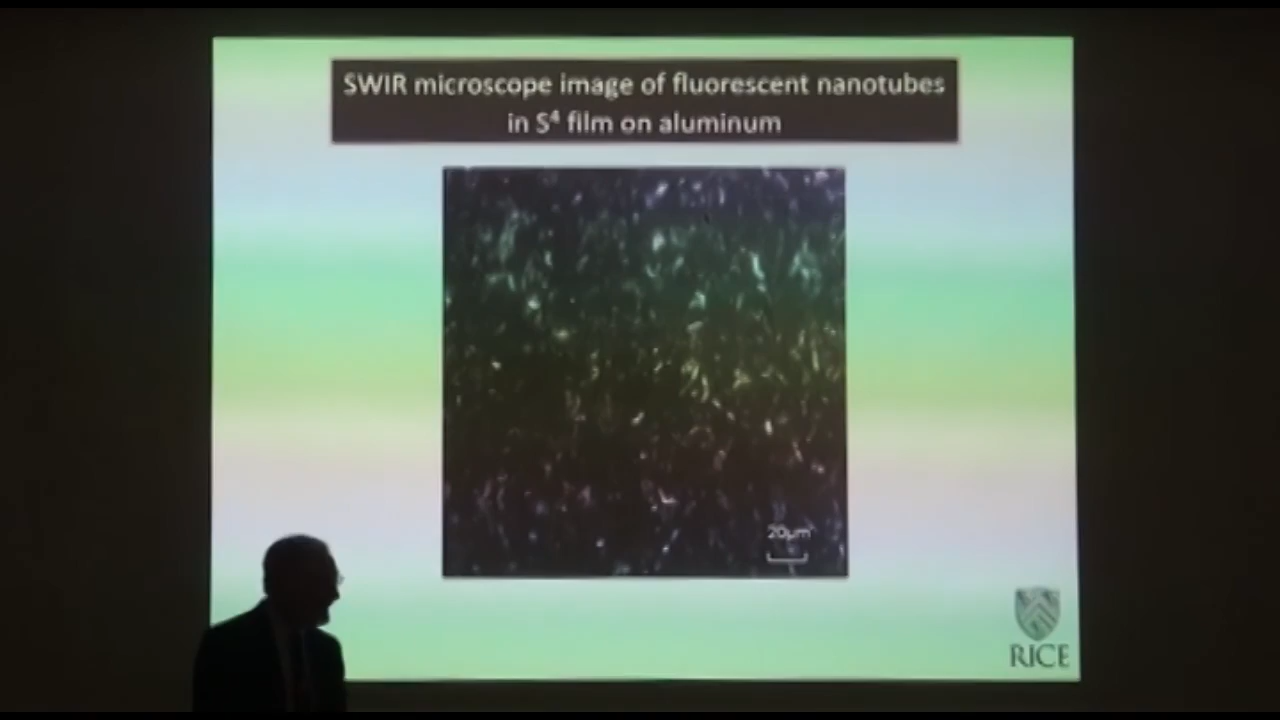 SWIR microscope image of fluorescent nanotubes
in S⁴ film on aluminum
20µm
RICE